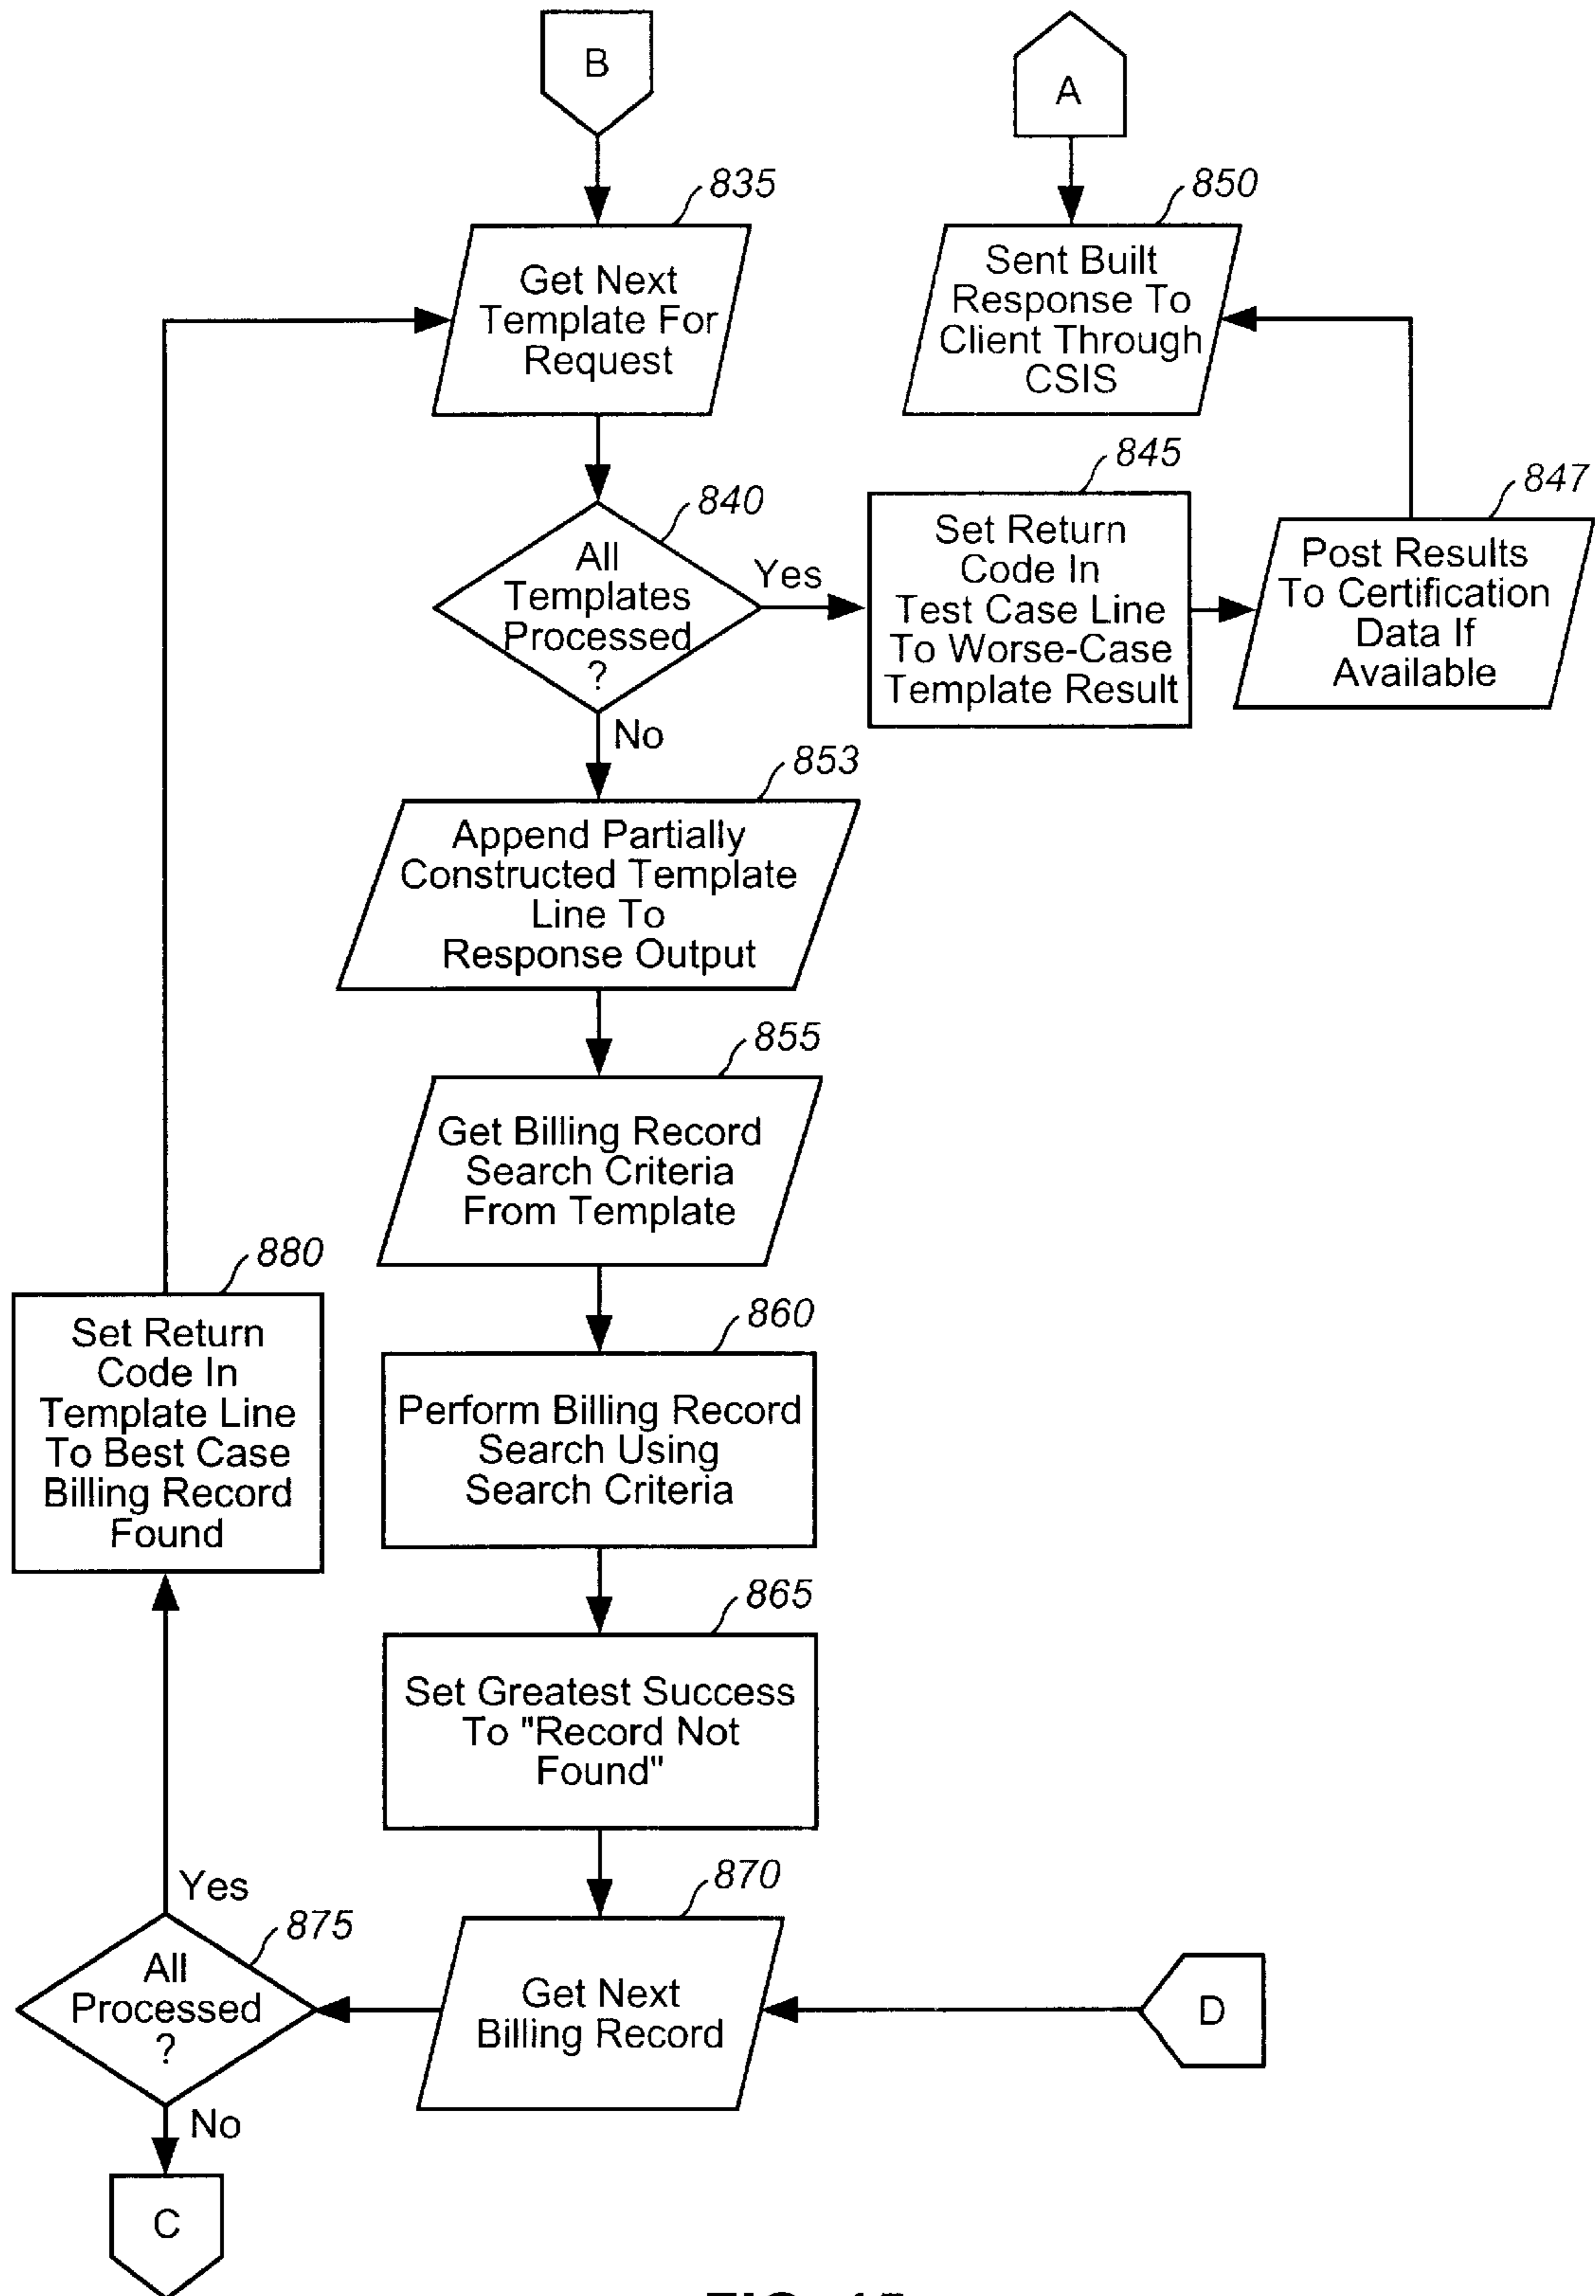 B
A
835
Get Next
Template For
Request
850
Sent Built
Response To
Client Through
CSIS
840
All
Templates
Processed
?
Yes
No
845
Set Return
Code In
Test Case Line
To Worse-Case
Template Result
847
Post Results
To Certification
Data If
Available
853
Append Partially
Constructed Template
Line To
Response Output
855
Get Billing Record
Search Criteria
From Template
860
Perform Billing Record
Search Using
Search Criteria
865
Set Greatest Success
To "Record Not
Found"
870
Get Next
Billing Record
D
875
All
Processed
?
Yes
No
880
Set Return
Code In
Template Line
To Best Case
Billing Record
Found
C